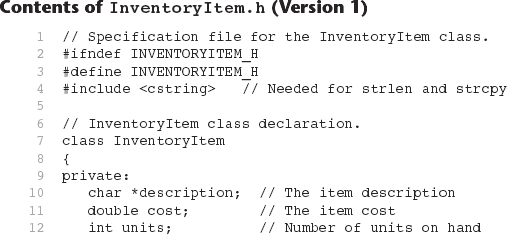 Contents of InventoryItem.h (Version 1)
1 // Specification file for the InventoryItem class.
2 #ifndef INVENTORYITEM_H
3 #define INVENTORYITEM_H
4 #include <cstring> // Needed for strlen and strcpy
5
6 // InventoryItem class declaration.
7 class InventoryItem
8 {
9 private:
10 char *description; // The item description
11 double cost; // The item cost
12 int units; // Number of units on hand